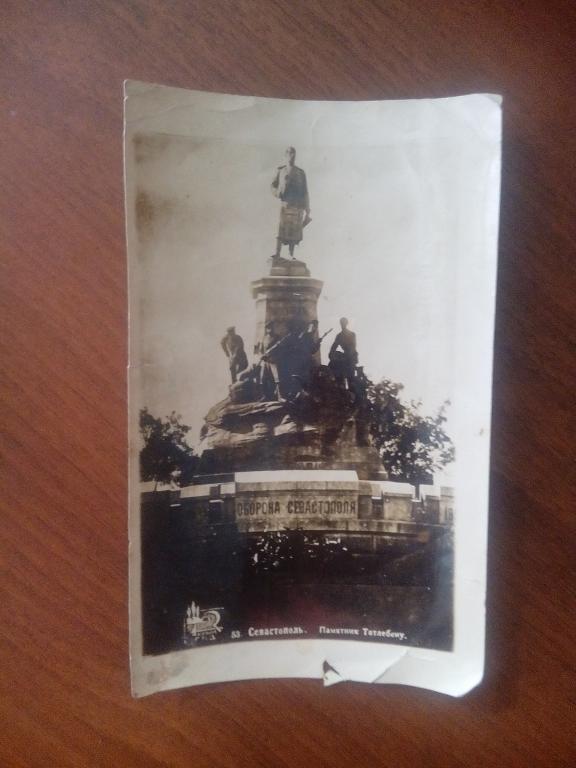 ОБОРОНА СЕВАСТОПОЛЯ
53 Севастополь. Памятник Тотлебену.